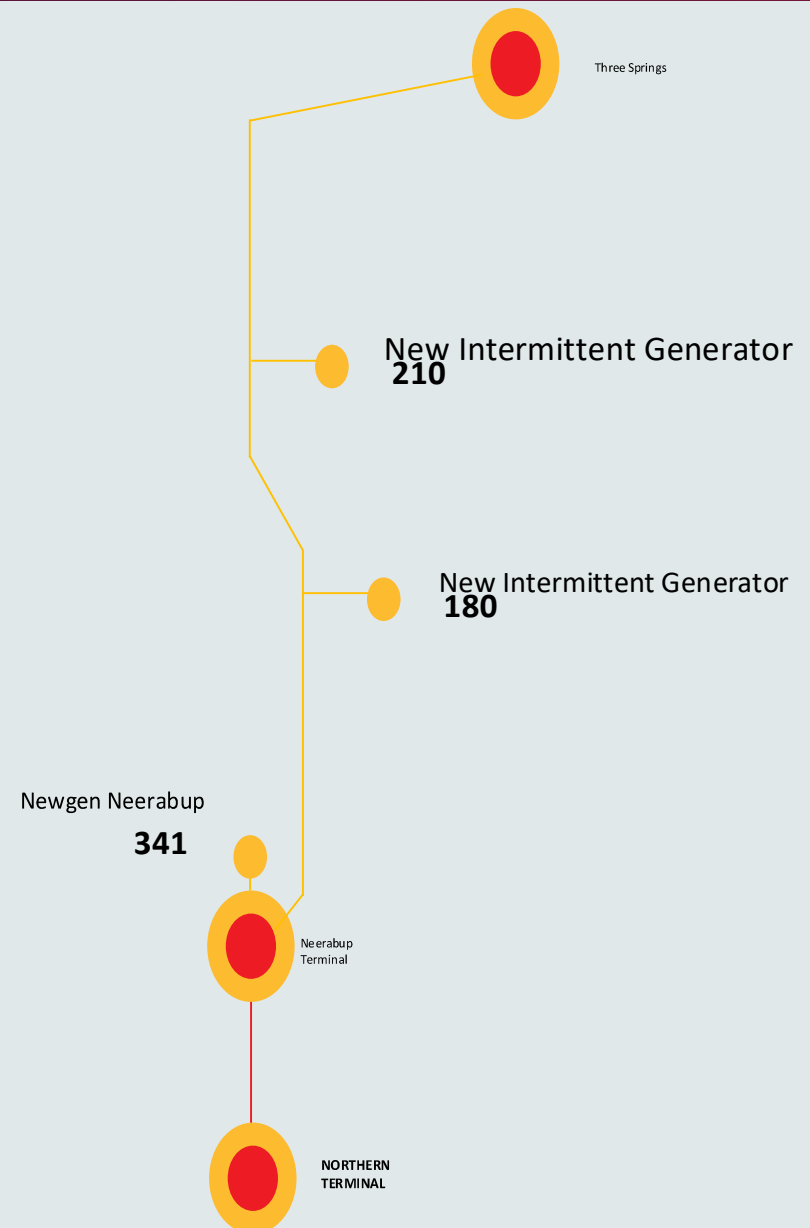 Three Springs
New Intermittent Generator
210
New Intermittent Generator
180
Newgen Neerabup
341
Neerabup
Terminal
NORTHERN
TERMINAL